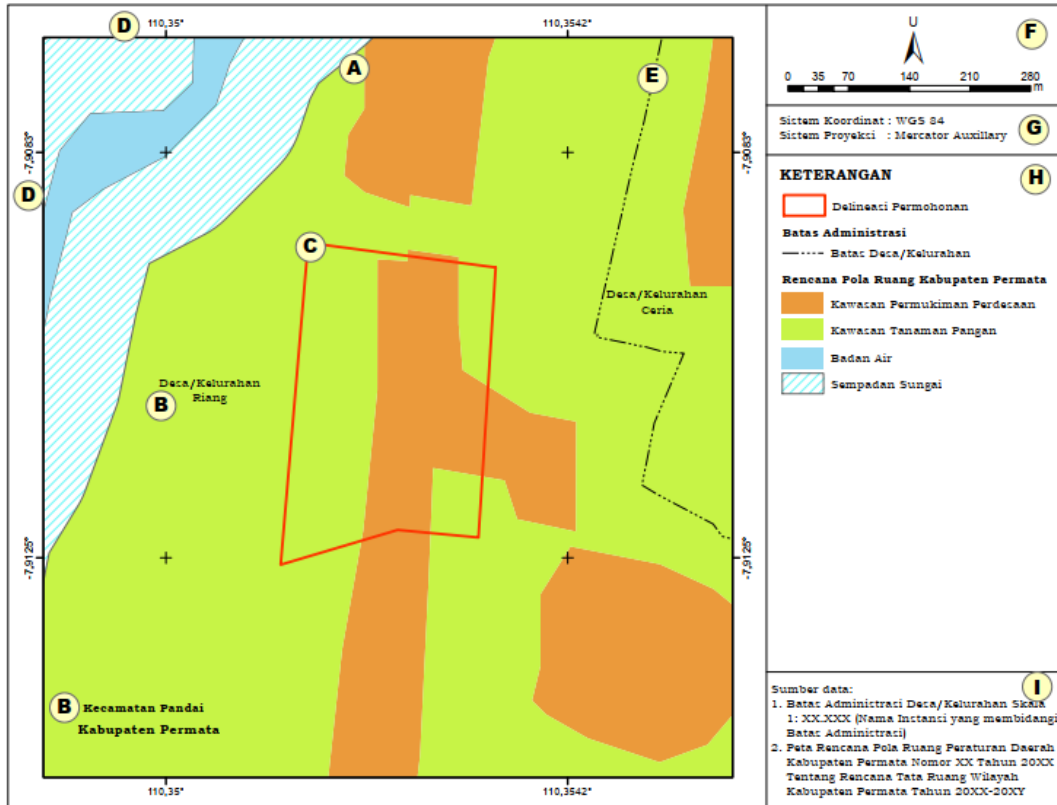 D
110,35°
110,3542°
A
E
-7,9083°
-7,9083°
D
C
Desa/Kelurahan
Ceria
Desa/Kelurahan
Riang
B
-7,9125°
-7,9125°
B
Kecamatan Pandai
Kabupaten Permata
110,35°
110,3542°
U
F
0 35 70 140 210 280
m
Sistem Koordinat : WGS 84
Sistem Proyeksi : Mercator Auxillary
G
KETERANGAN
H
Delineasi Permohonan
Batas Administrasi
Batas Desa/Kelurahan
Rencana Pola Ruang Kabupaten Permata
Kawasan Permukiman Perdesaan
Kawasan Tanaman Pangan
Badan Air
Sempadan Sungai
I
Sumber data:
1. Batas Administrasi Desa/Kelurahan Skala
1: XX.XXX (Nama Instansi yang membidangi
Batas Administrasi)
2. Peta Rencana Pola Ruang Peraturan Daerah
Kabupaten Permata Nomor XX Tahun 20XX
Tentang Rencana Tata Ruang Wilayah
Kabupaten Permata Tahun 20XX-20XY